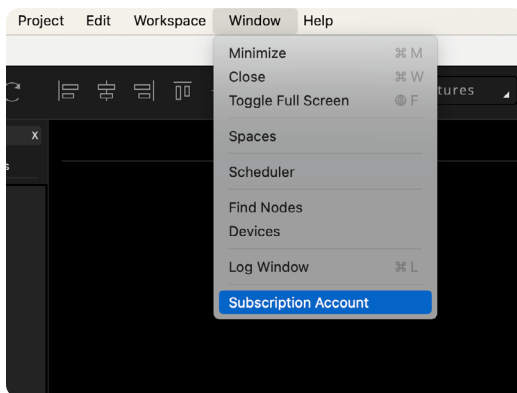 Project Edit Workspace Window Help
Minimize ⌘ M
Close ⌘ W
Toggle Full Screen 🌐 F
tures
X
Spaces
s
Scheduler
Find Nodes
Devices
Log Window ⌘ L
Subscription Account